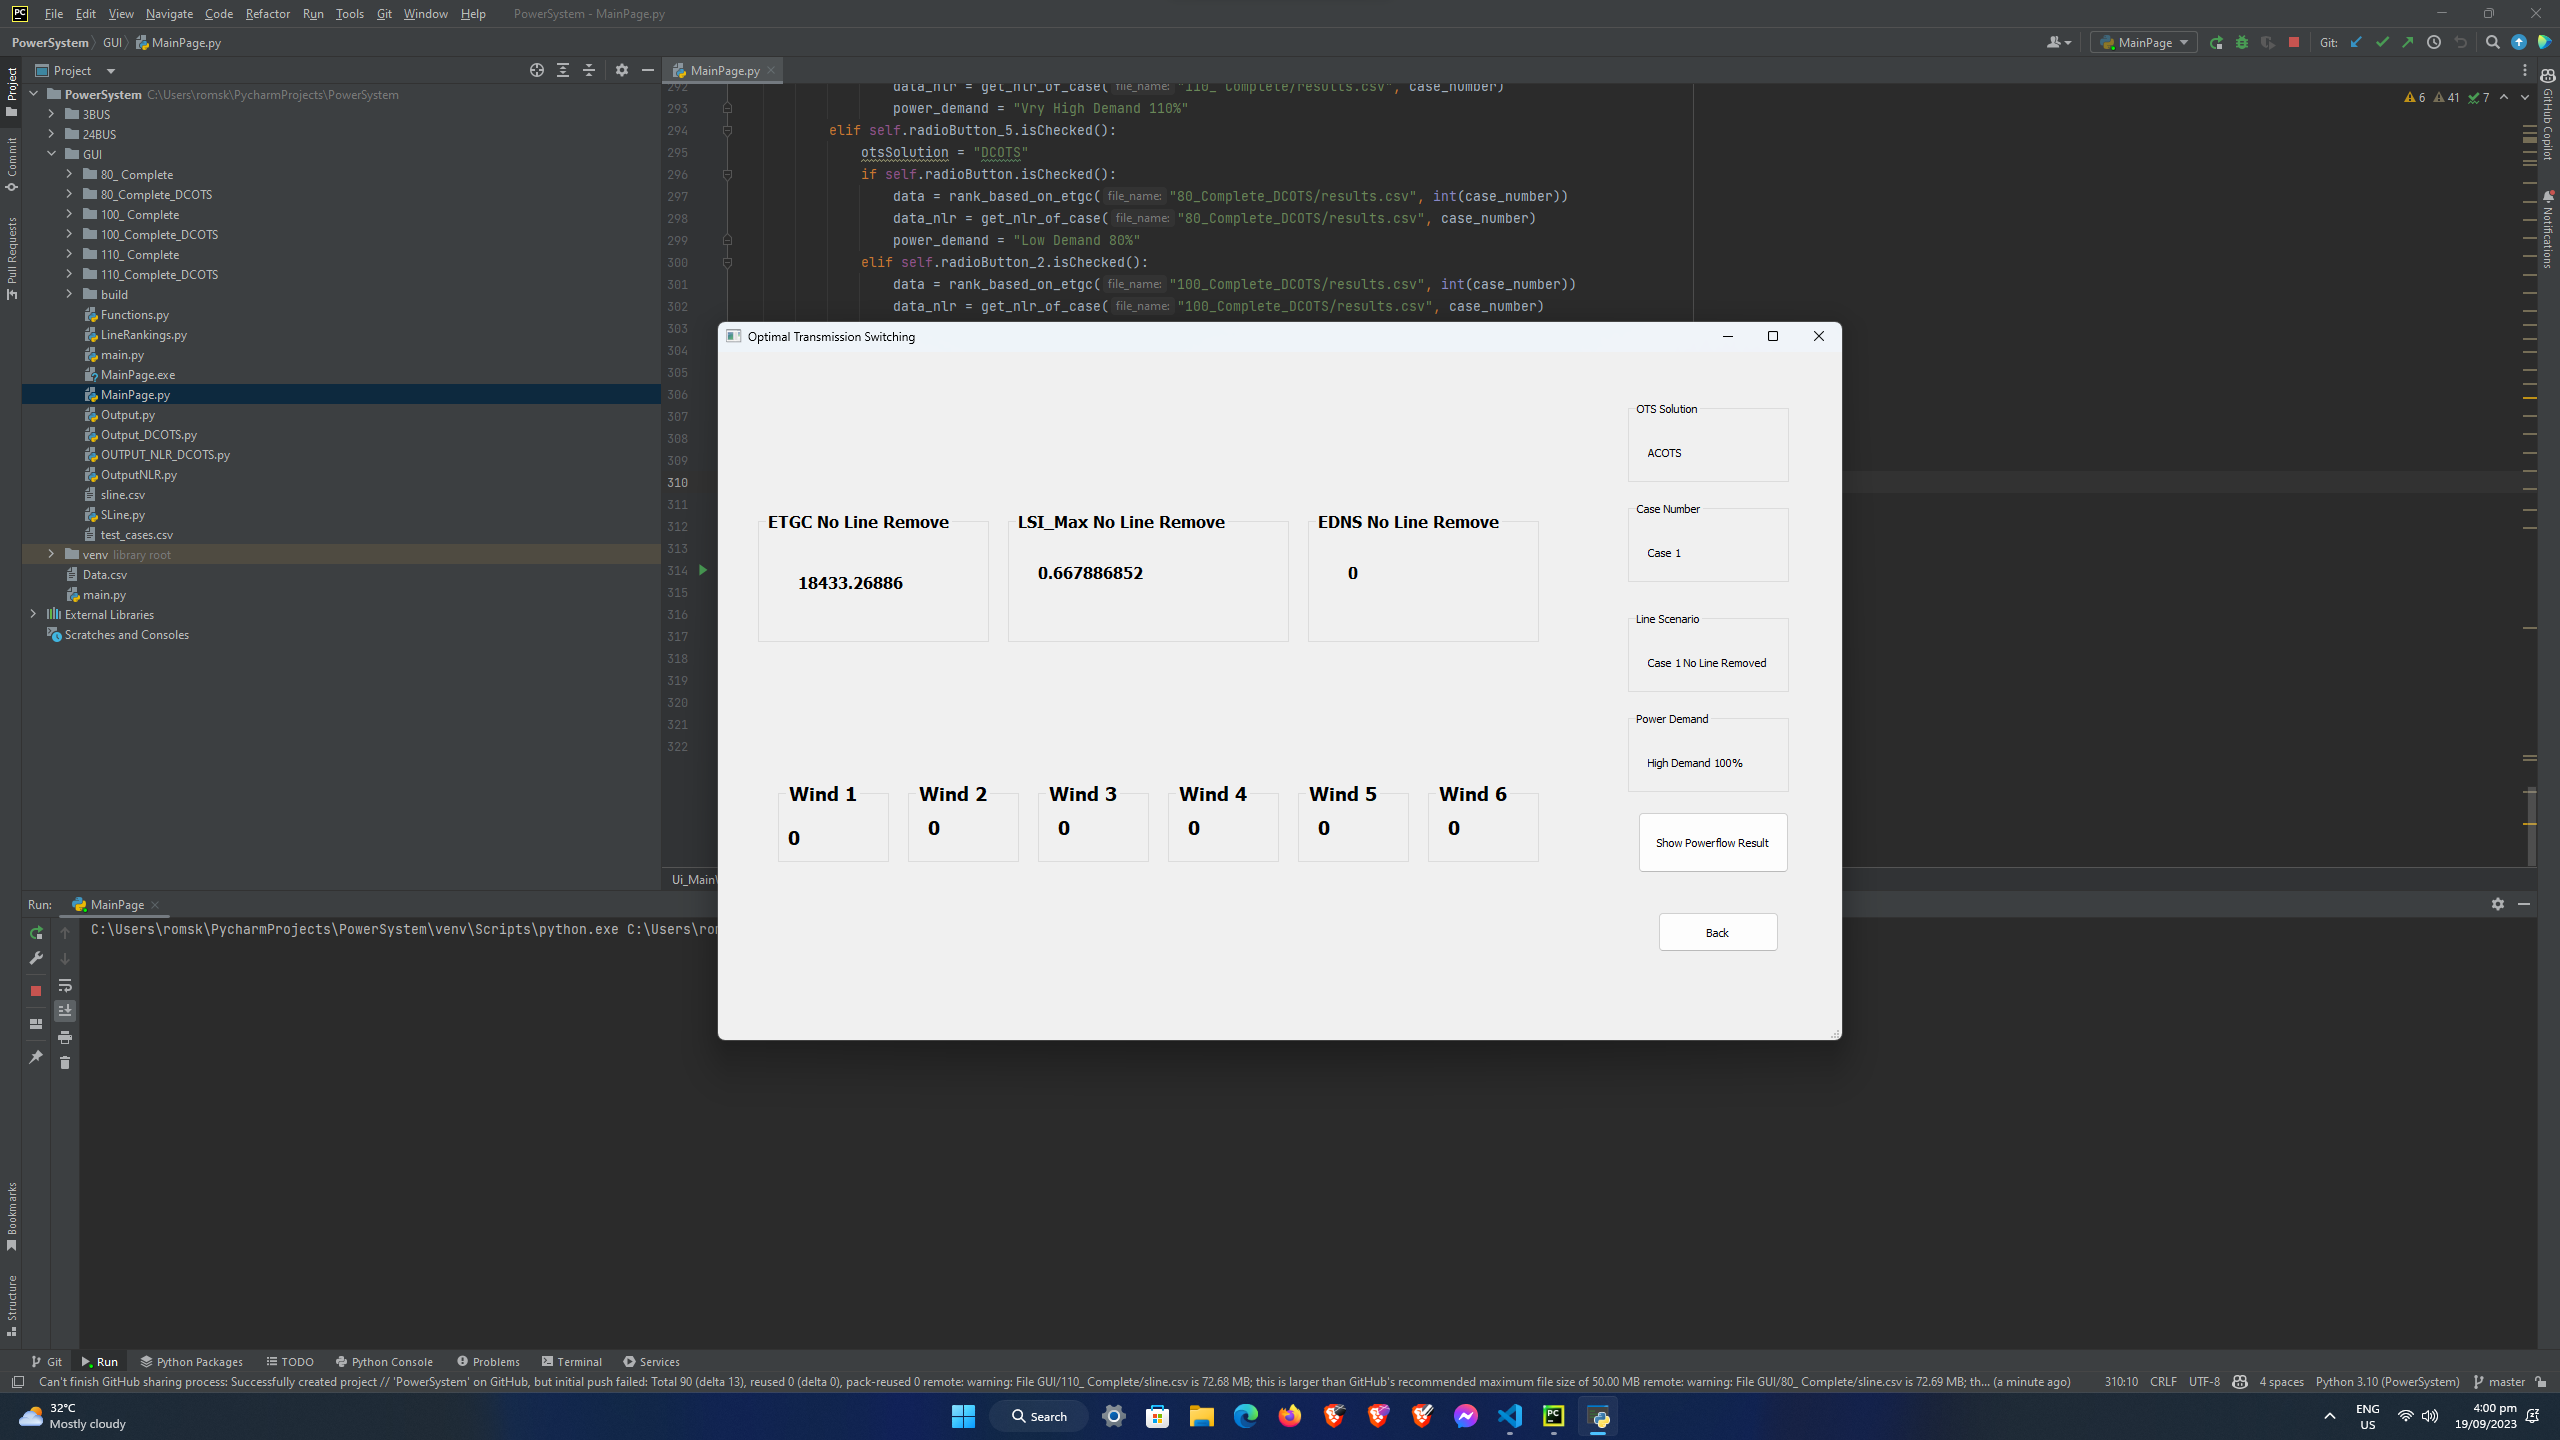 File Edit View Navigate Code Refactor Run Tools Git Window Help PowerSystem - MainPage.py
PowerSystem GUI MainPage.py
MainPage Git:
Project
MainPage.py
PowerSystem C:\Users\romsk\PycharmProjects\PowerSystem
3BUS
24BUS
GUI
80_ Complete
80_Complete_DCOTS
100_ Complete
100_Complete_DCOTS
110_ Complete
110_Complete_DCOTS
build
Functions.py
LineRankings.py
main.py
MainPage.exe
MainPage.py
Output.py
Output_DCOTS.py
OUTPUT_NLR_DCOTS.py
OutputNLR.py
sline.csv
SLine.py
test_cases.csv
venv library root
Data.csv
main.py
External Libraries
Scratches and Consoles
Project
Commit
Pull Requests
Bookmarks
Structure
6 41 7
GitHub Copilot
Notifications
292 data_nlr = get_nlr_of_case( file_name: "110_ Complete/results.csv", case_number)
293 power_demand = "Vry High Demand 110%"
294 elif self.radioButton_5.isChecked():
295 otsSolution = "DCOTS"
296 if self.radioButton.isChecked():
297 data = rank_based_on_etgc( file_name: "80_Complete_DCOTS/results.csv", int(case_number))
298 data_nlr = get_nlr_of_case( file_name: "80_Complete_DCOTS/results.csv", case_number)
299 power_demand = "Low Demand 80%"
300 elif self.radioButton_2.isChecked():
301 data = rank_based_on_etgc( file_name: "100_Complete_DCOTS/results.csv", int(case_number))
302 data_nlr = get_nlr_of_case( file_name: "100_Complete_DCOTS/results.csv", case_number)
303
304
305
306
307
308
309
310
311
312
313
314
315
316
317
318
319
320
321
322
Optimal Transmission Switching
OTS Solution
ACOTS
Case Number
Case 1
Line Scenario
Case 1 No Line Removed
Power Demand
High Demand 100%
Show Powerflow Result
Back
ETGC No Line Remove
18433.26886
LSI_Max No Line Remove
0.667886852
EDNS No Line Remove
0
Wind 1 Wind 2 Wind 3 Wind 4 Wind 5 Wind 6
0 0 0 0 0 0
Run: MainPage
C:\Users\romsk\PycharmProjects\PowerSystem\venv\Scripts\python.exe
Git Run Python Packages TODO Python Console Problems Terminal Services
Can't finish GitHub sharing process: Successfully created project // 'PowerSystem' on GitHub, but initial push failed: Total 90 (delta 13), reused 0 (delta 0), pack-reused 0 remote: warning: File GUI/110_ Complete/sline.csv is 72.68 MB; this is larger than GitHub's recommended maximum file size of 50.00 MB remote: warning: File GUI/80_ Complete/sline.csv is 72.69 MB; th... (a minute ago) 310:10 CRLF UTF-8 4 spaces Python 3.10 (PowerSystem) master
32°C
Mostly cloudy
Search
ENG
US
4:00 pm
19/09/2023